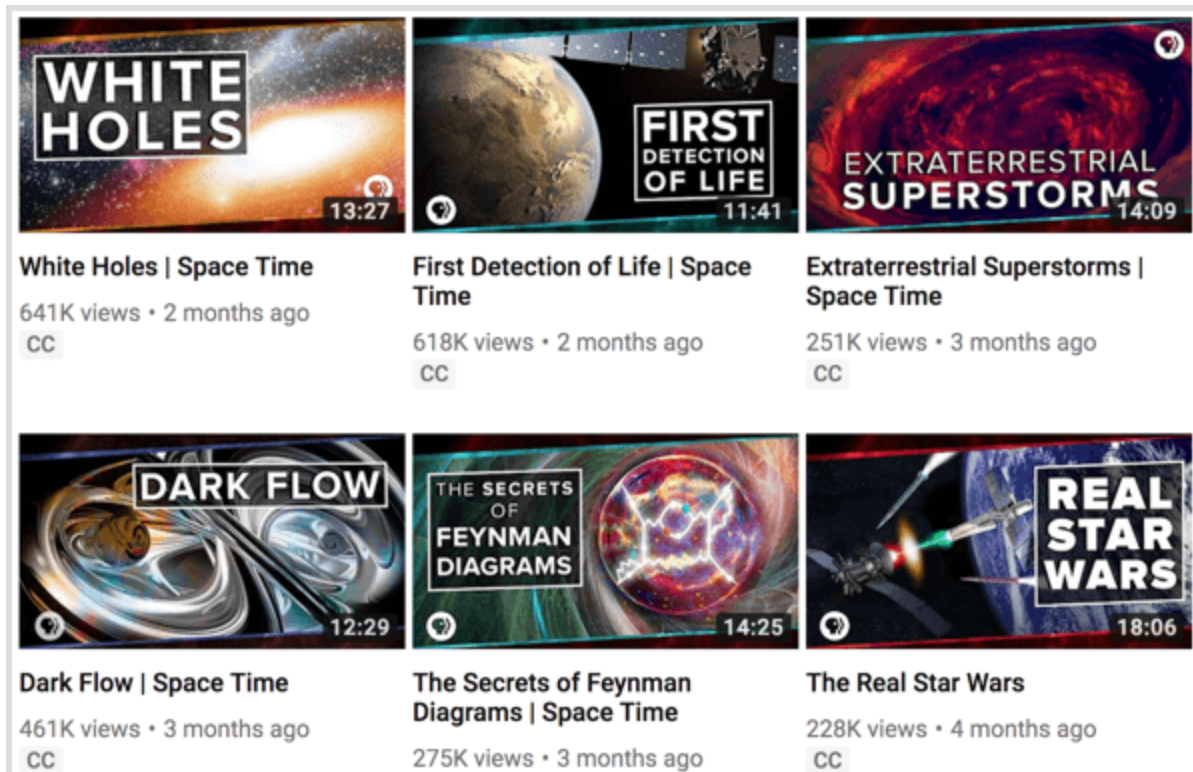 WHITE
HOLES
13:27
FIRST
DETECTION
OF LIFE
11:41
EXTRATERRESTRIAL
SUPERSTORMS
14:09
White Holes | Space Time
641K views • 2 months ago
CC
First Detection of Life | Space
Time
618K views • 2 months ago
CC
Extraterrestrial Superstorms |
Space Time
251K views • 3 months ago
CC
DARK FLOW
12:29
THE SECRETS
OF
FEYNMAN
DIAGRAMS
14:25
REAL
STAR
WARS
18:06
Dark Flow | Space Time
461K views • 3 months ago
CC
The Secrets of Feynman
Diagrams | Space Time
275K views • 3 months ago
The Real Star Wars
228K views • 4 months ago
CC